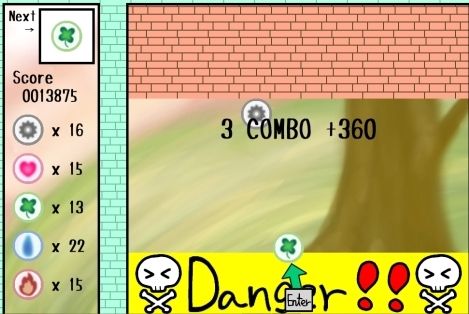 Next
→
Score
0013875
x 16
x 15
x 13
x 22
x 15
3 COMBO +360
Danger !!
Enter